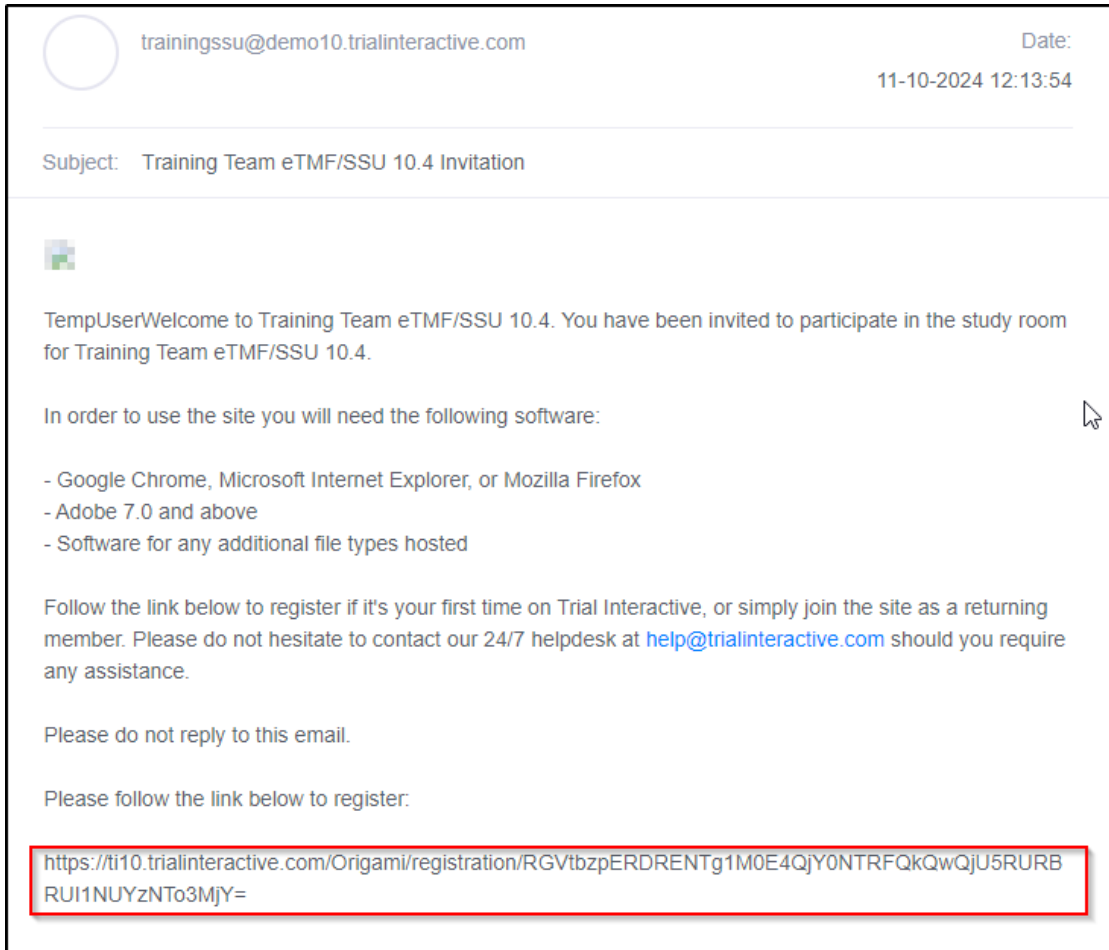 trainingssu@demo10.trialinteractive.com
Date:
11-10-2024 12:13:54
Subject: Training Team eTMF/SSU 10.4 Invitation
TempUserWelcome to Training Team eTMF/SSU 10.4. You have been invited to participate in the study room
for Training Team eTMF/SSU 10.4.
In order to use the site you will need the following software:
- Google Chrome, Microsoft Internet Explorer, or Mozilla Firefox
- Adobe 7.0 and above
- Software for any additional file types hosted
Follow the link below to register if it's your first time on Trial Interactive, or simply join the site as a returning
member. Please do not hesitate to contact our 24/7 helpdesk at help@trialinteractive.com should you require
any assistance.
Please do not reply to this email.
Please follow the link below to register:
https://ti10.trialinteractive.com/Origami/registration/RGVtbzpERDRENTg1M0E4QjY0NTRFQkQwQjU5RURB
RUI1NUYzNTo3MjY=